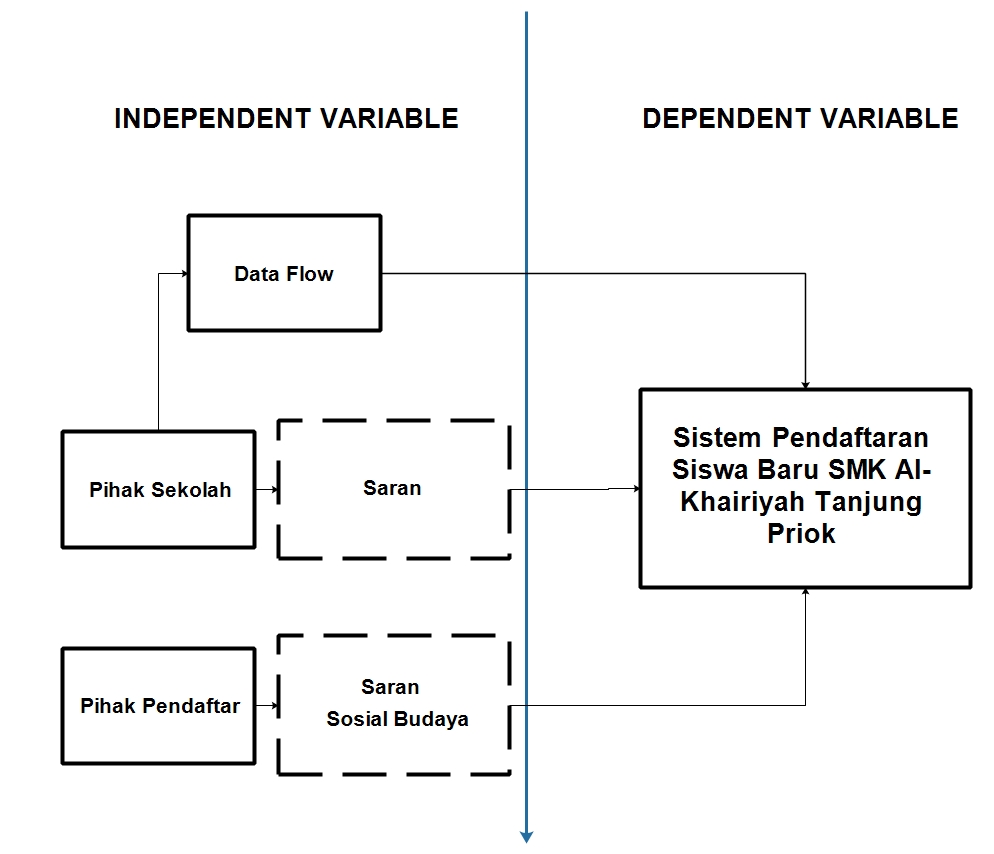 INDEPENDENT VARIABLE
DEPENDENT VARIABLE
Data Flow
Pihak Sekolah
Saran
Sistem Pendaftaran
Siswa Baru SMK Al-
Khairiyah Tanjung
Priok
Pihak Pendaftar
Saran
Sosial Budaya